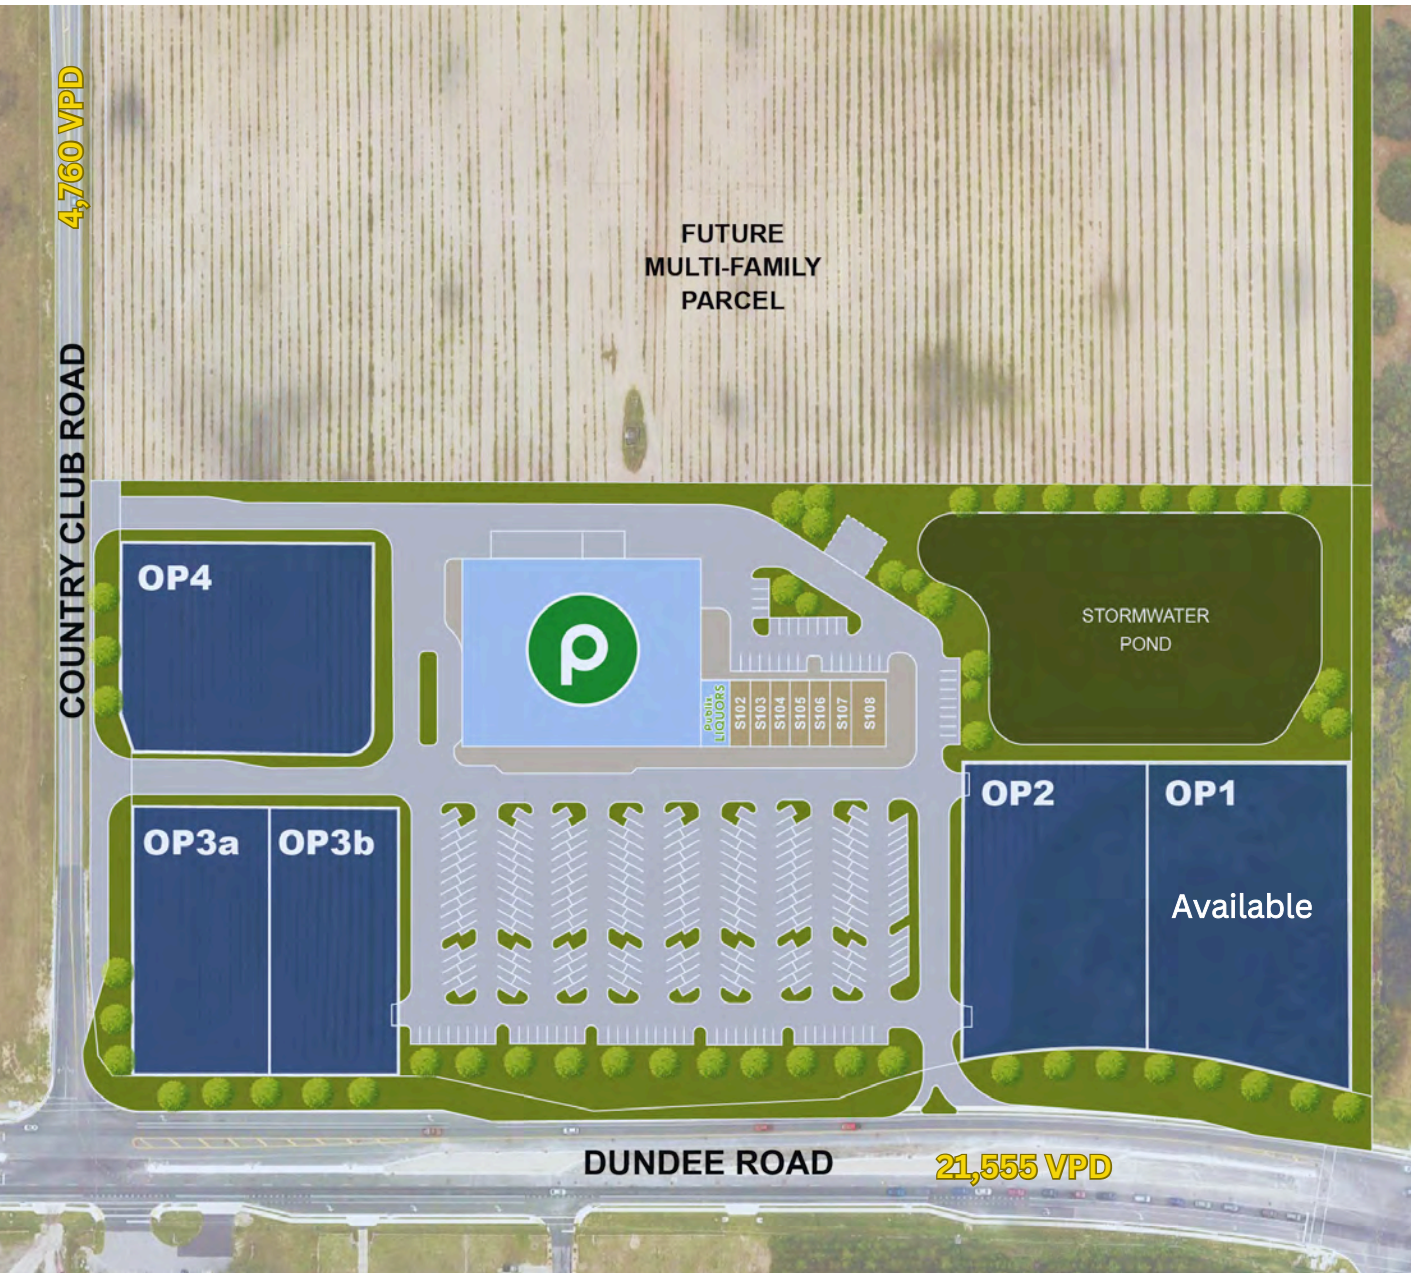 4,760 VPD
FUTURE
MULTI-FAMILY
PARCEL
COUNTRY CLUB ROAD
OP4
P
STORMWATER
POND
Publix
LIQUORS
S102
S103
S104
S105
S106
S107
S108
OP2
OP1
OP3a
OP3b
Available
DUNDEE ROAD
21,555 VPD